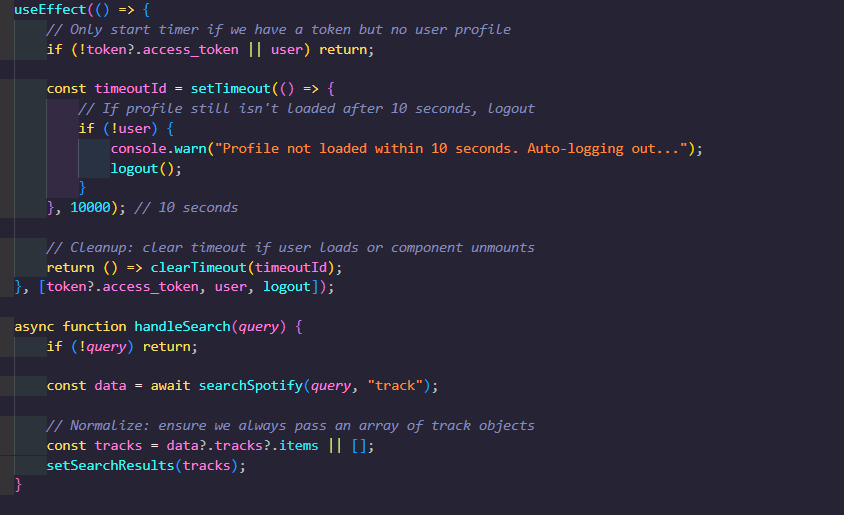 useEffect(() => {
    // Only start timer if we have a token but no user profile
    if (!token?.access_token || user) return;

    const timeoutId = setTimeout(() => {
        // If profile still isn't loaded after 10 seconds, logout
        if (!user) {
            console.warn("Profile not loaded within 10 seconds. Auto-logging out...");
            logout();
        }
    }, 10000); // 10 seconds

    // Cleanup: clear timeout if user loads or component unmounts
    return () => clearTimeout(timeoutId);
}, [token?.access_token, user, logout]);

async function handleSearch(query) {
    if (!query) return;

    const data = await searchSpotify(query, "track");

    // Normalize: ensure we always pass an array of track objects
    const tracks = data?.tracks?.items || [];
    setSearchResults(tracks);
}